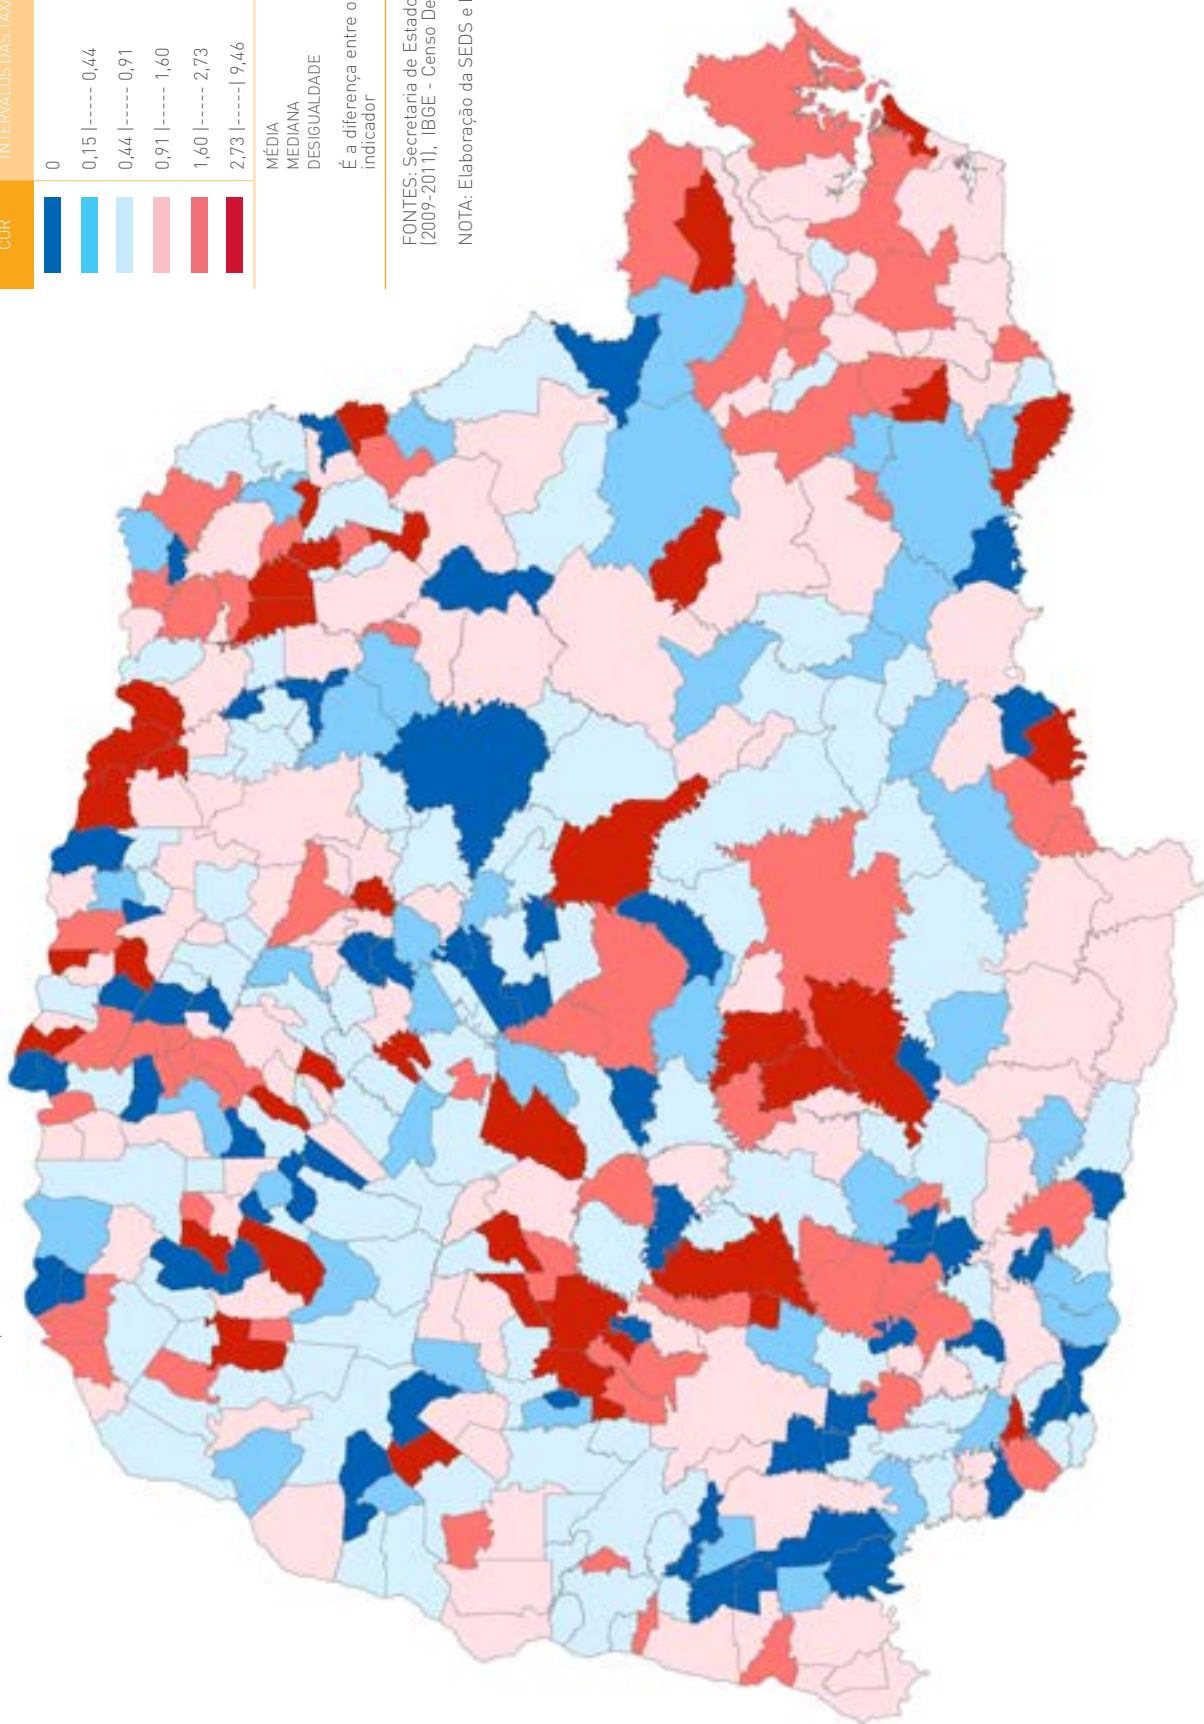 COR
INTERVALOS DAS TAXA
0
0,15 |----- 0,44
0,44 |----- 0,91
0,91 |----- 1,60
1,60 |----- 2,73
2,73 |-----| 9,46
MÉDIA
MEDIANA
DESIGUALDADE
É a diferença entre o
indicador
FONTES: Secretaria de Estado
(2009-2011), IBGE - Censo De
NOTA: Elaboração da SEDS e